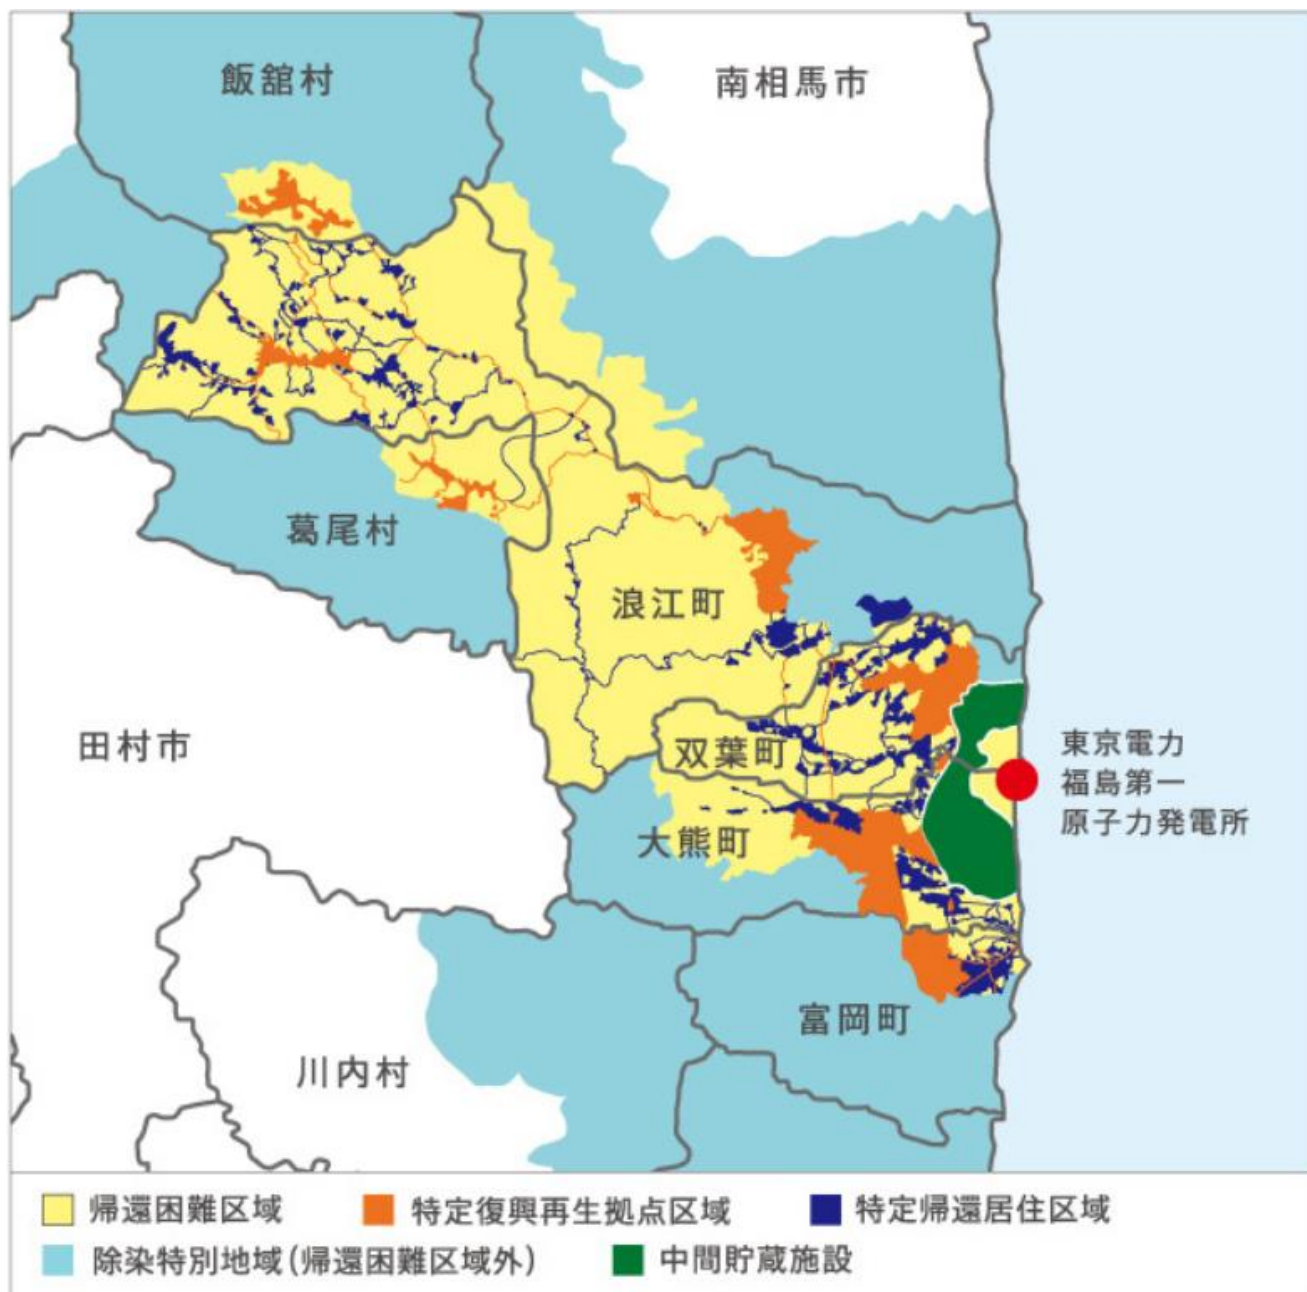 飯舘村
南相馬市
葛尾村
浪江町
田村市
双葉町
東京電力
福島第一
原子力発電所
大熊町
富岡町
川内村
帰還困難区域
特定復興再生拠点区域
特定帰還居住区域
除染特別地域(帰還困難区域外)
中間貯蔵施設